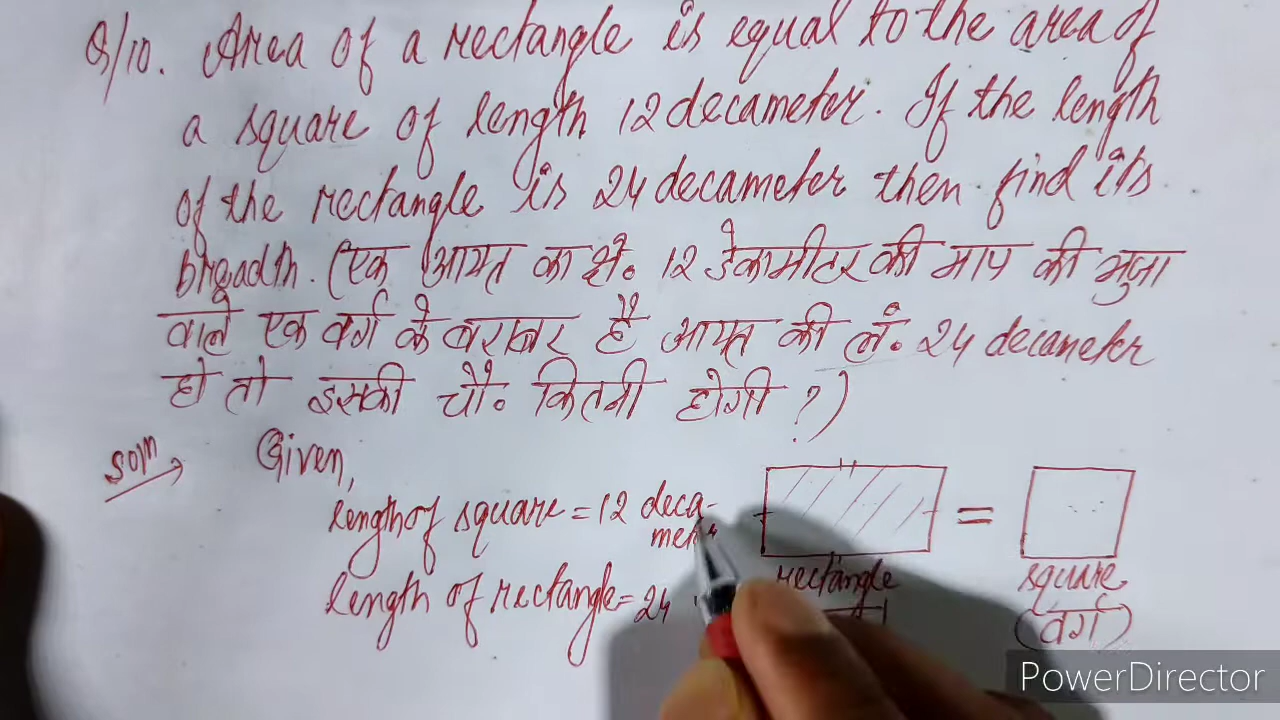 Q/10. Area of a rectangle is equal to the area of
a square of length 12 decameter. If the length
of the rectangle is 24 decameter then find its
breadth. (एक आयत का क्षे० 12 डेकामीटर की माप की भुजा
वाले एक वर्ग के बराबर है आयत की लं० 24 decameter
हो तो इसकी चौ० कितनी होगी ?)
Soln → Given,
length of square = 12 deca-
length of rectangle = 24
=
rectangle
square
(वर्ग)
PowerDirector